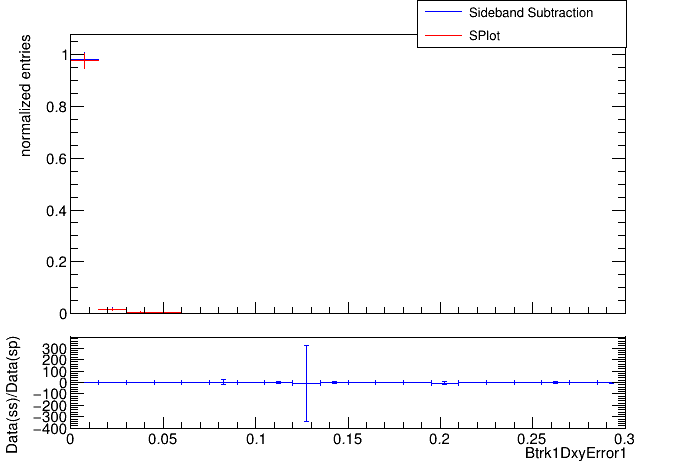 Sideband Subtraction
SPlot
normalized entries
1
0.8
0.6
0.4
0.2
0
Data(ss)/Data(sp)
300
200
100
0
−100
−200
−300
−400
0 0.05 0.1 0.15 0.2 0.25 0.3
Btrk1DxyError1